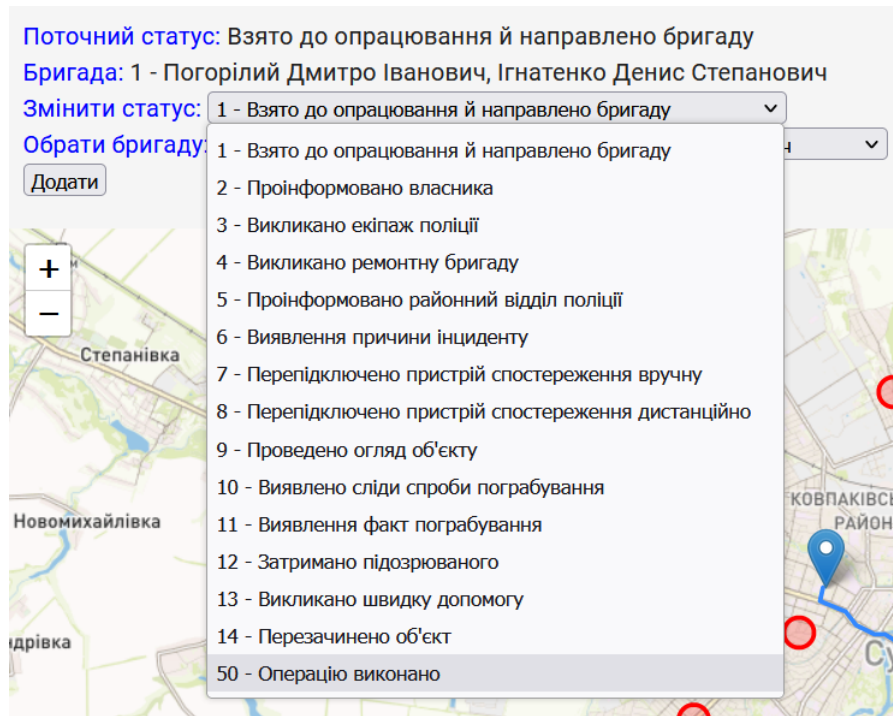 Поточний статус: Взято до опрацювання й направлено бригаду
Бригада: 1 - Погорілий Дмитро Іванович, Ігнатенко Денис Степанович
Змінити статус: 1 - Взято до опрацювання й направлено бригаду
Обрати бригаду:
Додати
1 - Взято до опрацювання й направлено бригаду
2 - Проінформовано власника
3 - Викликано екіпаж поліції
4 - Викликано ремонтну бригаду
5 - Проінформовано районний відділ поліції
6 - Виявлення причини інциденту
7 - Перепідключено пристрій спостереження вручну
8 - Перепідключено пристрій спостереження дистанційно
9 - Проведено огляд об'єкту
10 - Виявлено сліди спроби пограбування
11 - Виявлення факт пограбування
12 - Затримано підозрюваного
13 - Викликано швидку допомогу
14 - Перезачинено об'єкт
50 - Операцію виконано
+
−
Степанівка
Новомихайлівка
РАЙОН